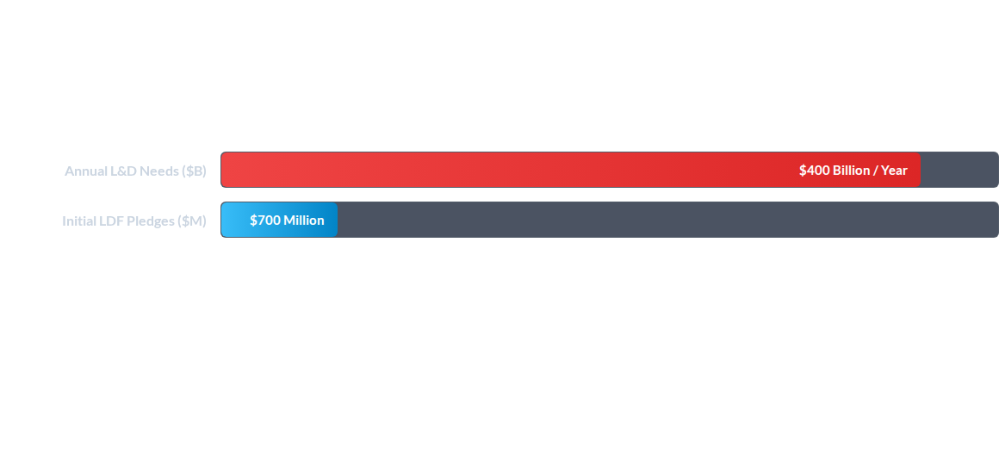 Annual L&D Needs ($B)
$400 Billion / Year
Initial LDF Pledges ($M)
$700 Million